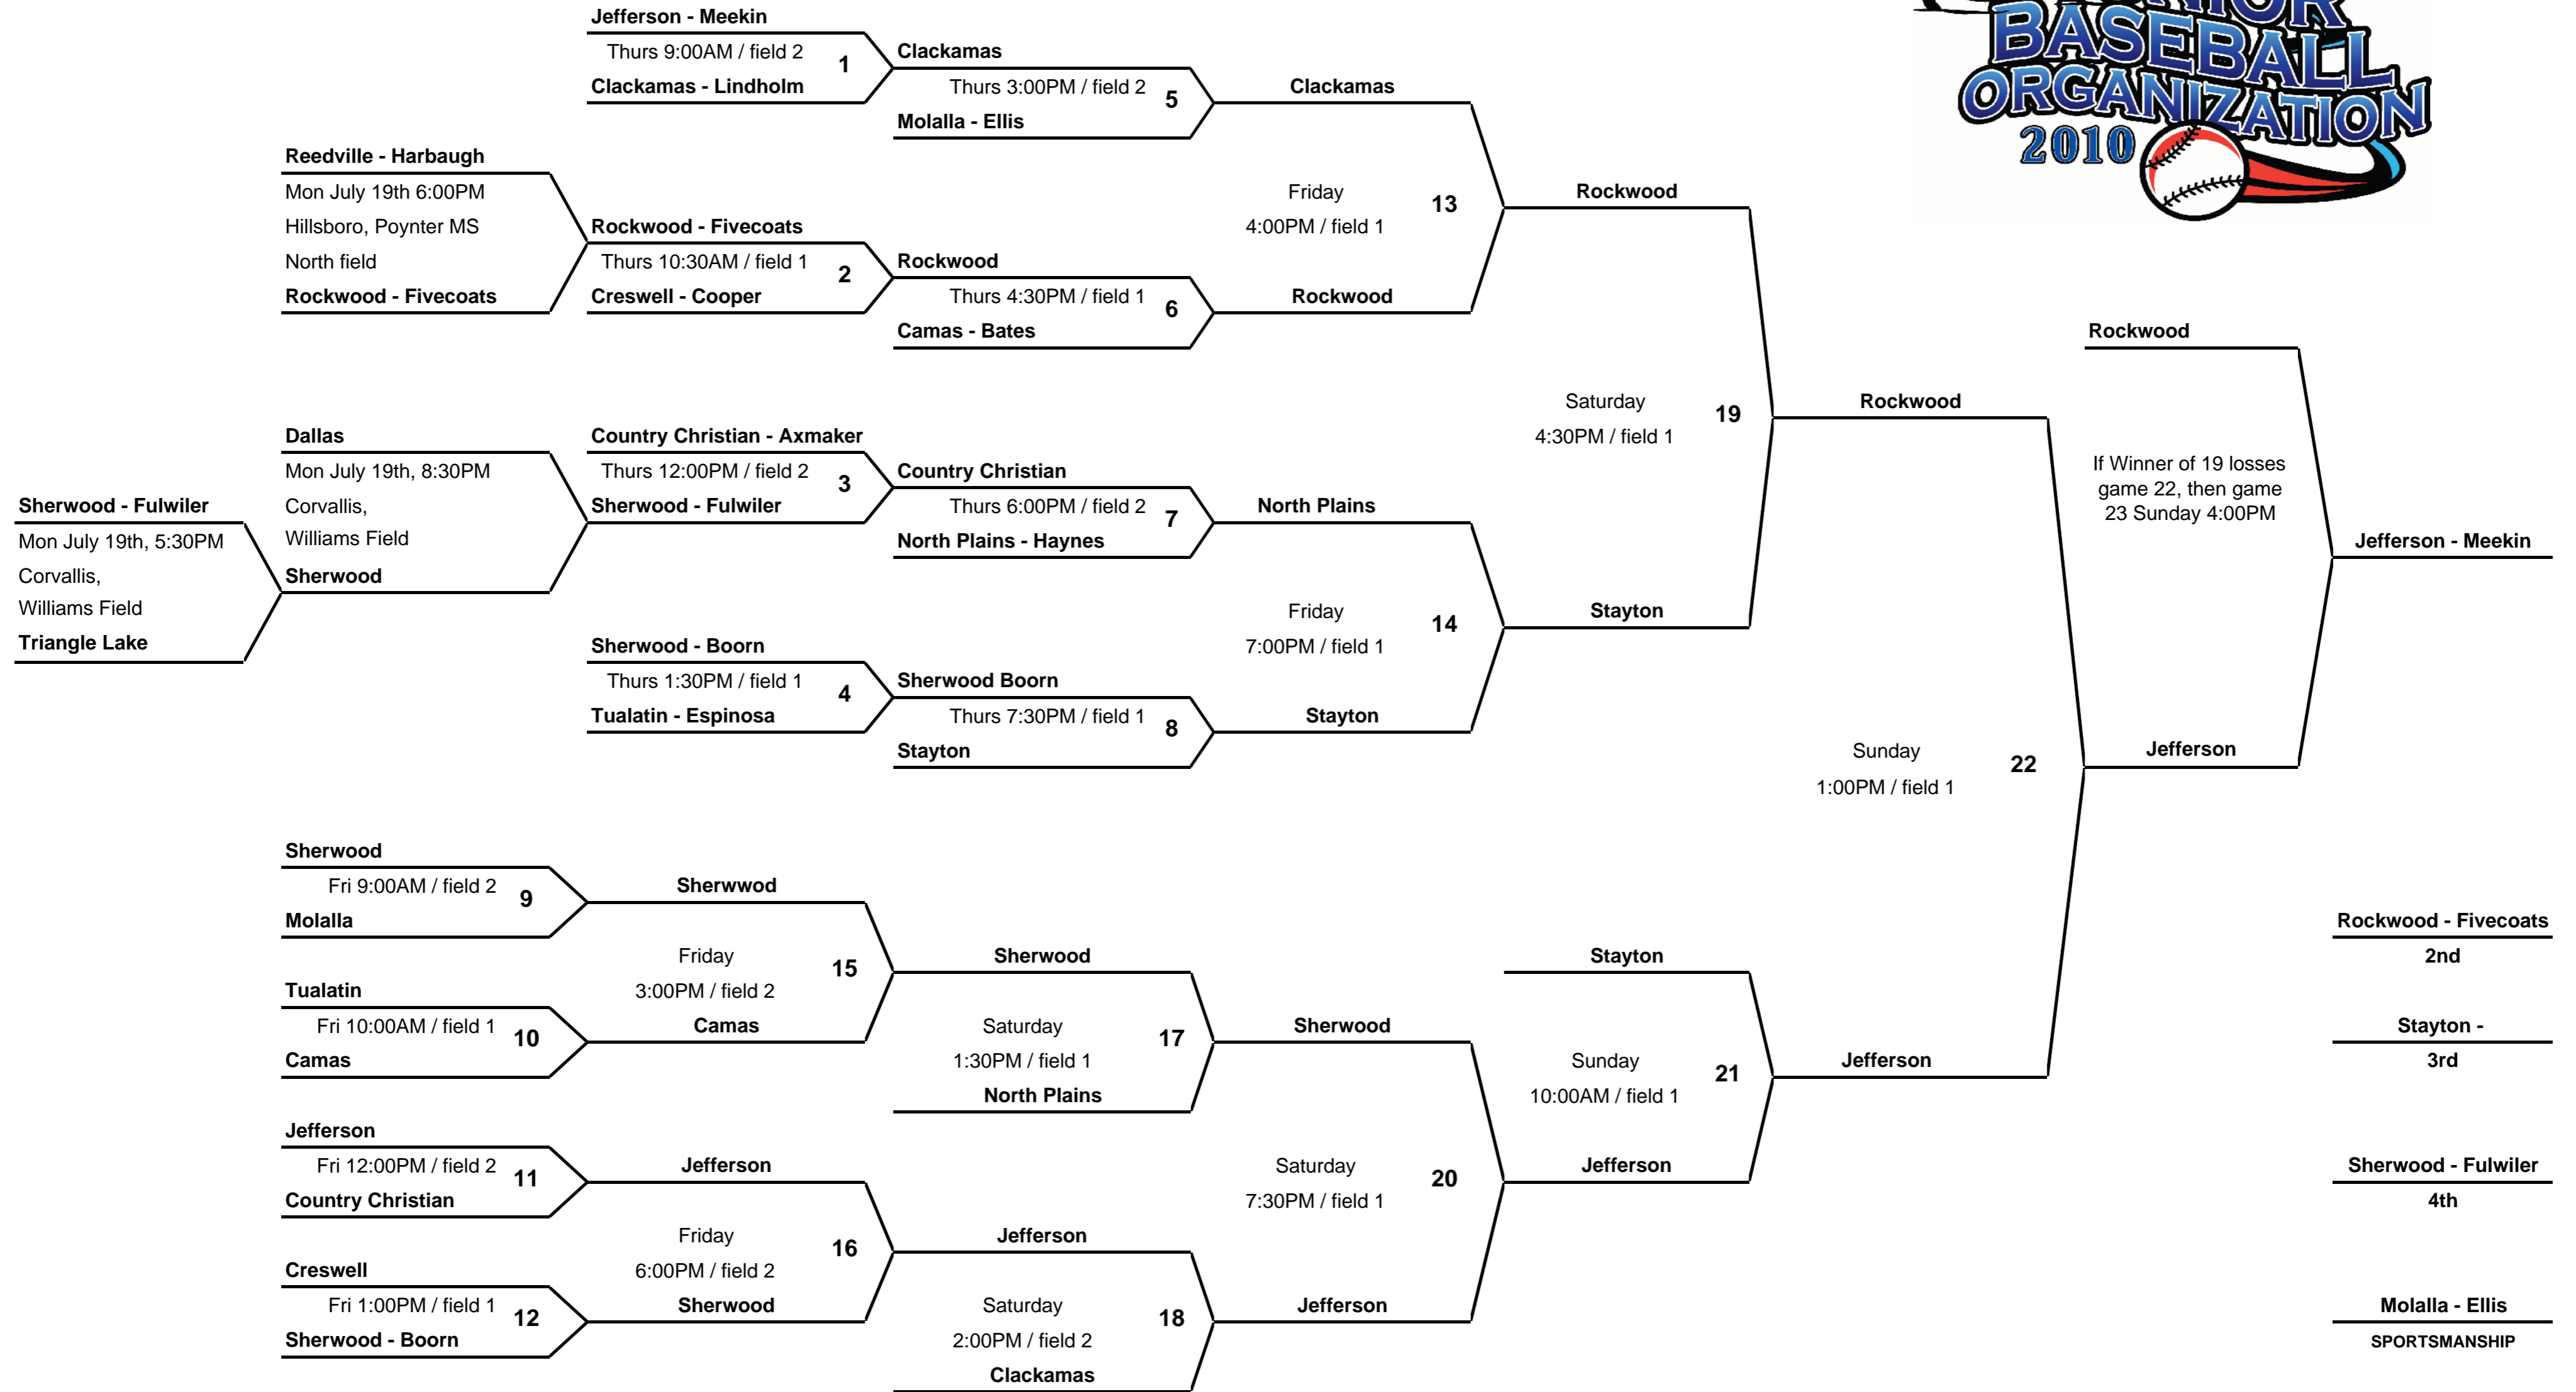 Jefferson - Meekin
Thurs 9:00AM / field 2
1
Clackamas - Lindholm
Clackamas
Thurs 3:00PM / field 2
5
Molalla - Ellis
Clackamas
BASEBALL
ORGANIZATION
2010
Reedville - Harbaugh
Mon July 19th 6:00PM
Hillsboro, Poynter MS
North field
Rockwood - Fivecoats
Rockwood - Fivecoats
Thurs 10:30AM / field 1
2
Creswell - Cooper
Rockwood
Thurs 4:30PM / field 1
6
Camas - Bates
Friday
13
4:00PM / field 1
Rockwood
Rockwood
Sherwood - Fulwiler
Mon July 19th, 5:30PM
Corvallis,
Williams Field
Triangle Lake
Dallas
Mon July 19th, 8:30PM
Corvallis,
Williams Field
Sherwood
Country Christian - Axmaker
Thurs 12:00PM / field 2
3
Sherwood - Fulwiler
Country Christian
Thurs 6:00PM / field 2
7
North Plains - Haynes
North Plains
Sherwood - Boorn
Thurs 1:30PM / field 1
4
Tualatin - Espinosa
Sherwood Boorn
Thurs 7:30PM / field 1
8
Stayton
Friday
14
7:00PM / field 1
Stayton
Stayton
Saturday
19
4:30PM / field 1
Rockwood
Rockwood
If Winner of 19 losses
game 22, then game
23 Sunday 4:00PM
Jefferson - Meekin
Sunday
22
1:00PM / field 1
Jefferson
Sherwood
Fri 9:00AM / field 2
9
Molalla
Sherwwod
Tualatin
Fri 10:00AM / field 1
10
Camas
Friday
15
3:00PM / field 2
Camas
Sherwood
Saturday
17
1:30PM / field 1
North Plains
Sherwood
Jefferson
Fri 12:00PM / field 2
11
Country Christian
Jefferson
Creswell
Fri 1:00PM / field 1
12
Sherwood - Boorn
Friday
16
6:00PM / field 2
Sherwood
Jefferson
Saturday
18
2:00PM / field 2
Clackamas
Jefferson
Saturday
20
7:30PM / field 1
Stayton
Sunday
21
10:00AM / field 1
Jefferson
Jefferson
Rockwood - Fivecoats
2nd
Stayton -
3rd
Sherwood - Fulwiler
4th
Molalla - Ellis
SPORTSMANSHIP